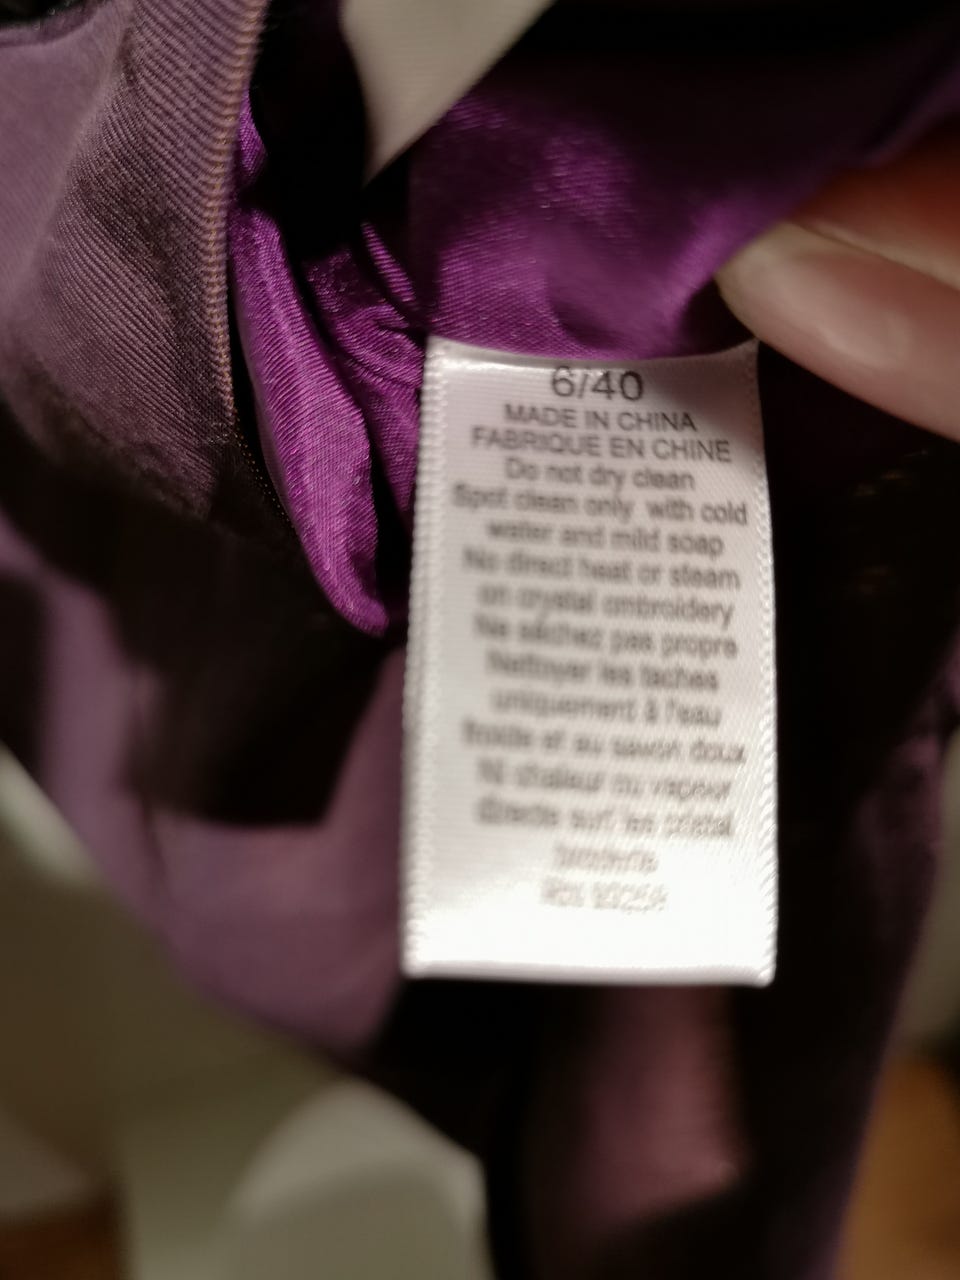 6/40
MADE IN CHINA
FABRIQUE EN CHINE
Do not dry clean
Spot clean only with cold
water and mild soap
No direct heat or steam
on crystal embroidery
Ne séchez pas propre
Nettoyer les taches
uniquement à l'eau
froide et au savon doux
Ni chaleur ou vapeur
directe surf les cristal